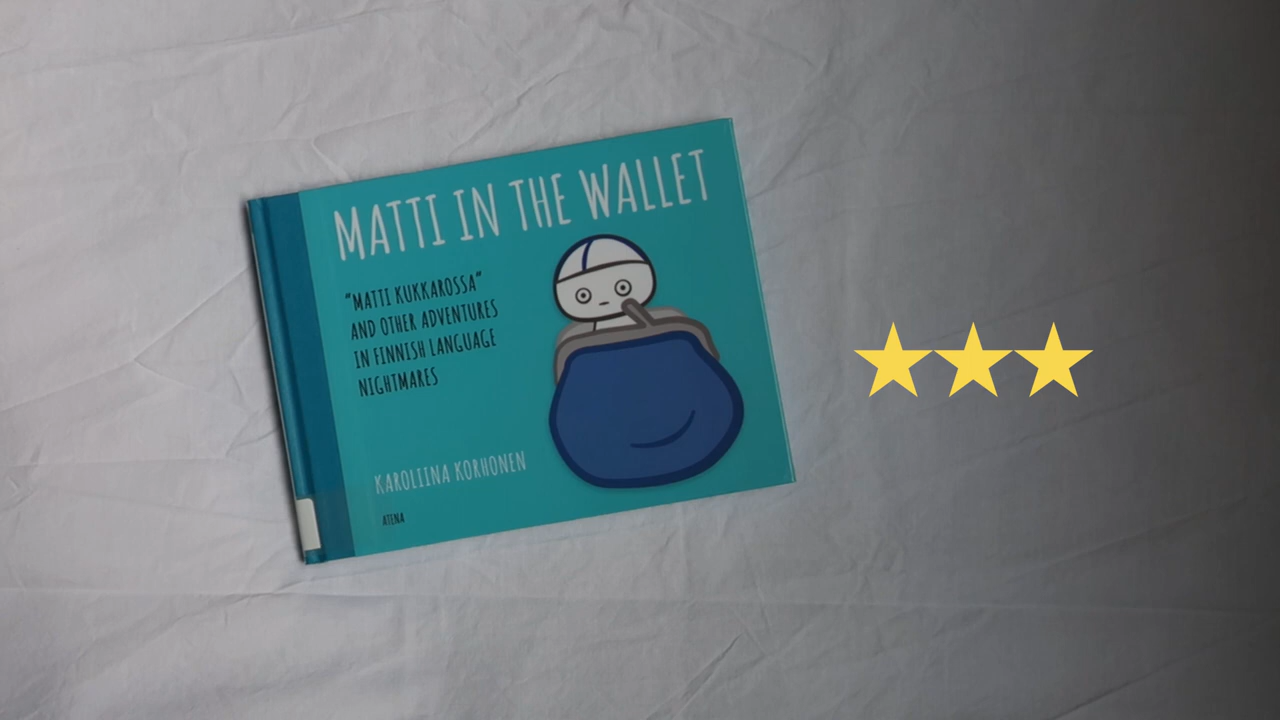 MATTI IN THE WALLET
"MATTI KUKKAROSSA"
AND OTHER ADVENTURES
IN FINNISH LANGUAGE
NIGHTMARES
KAROLIINA KORHONEN
ATENA